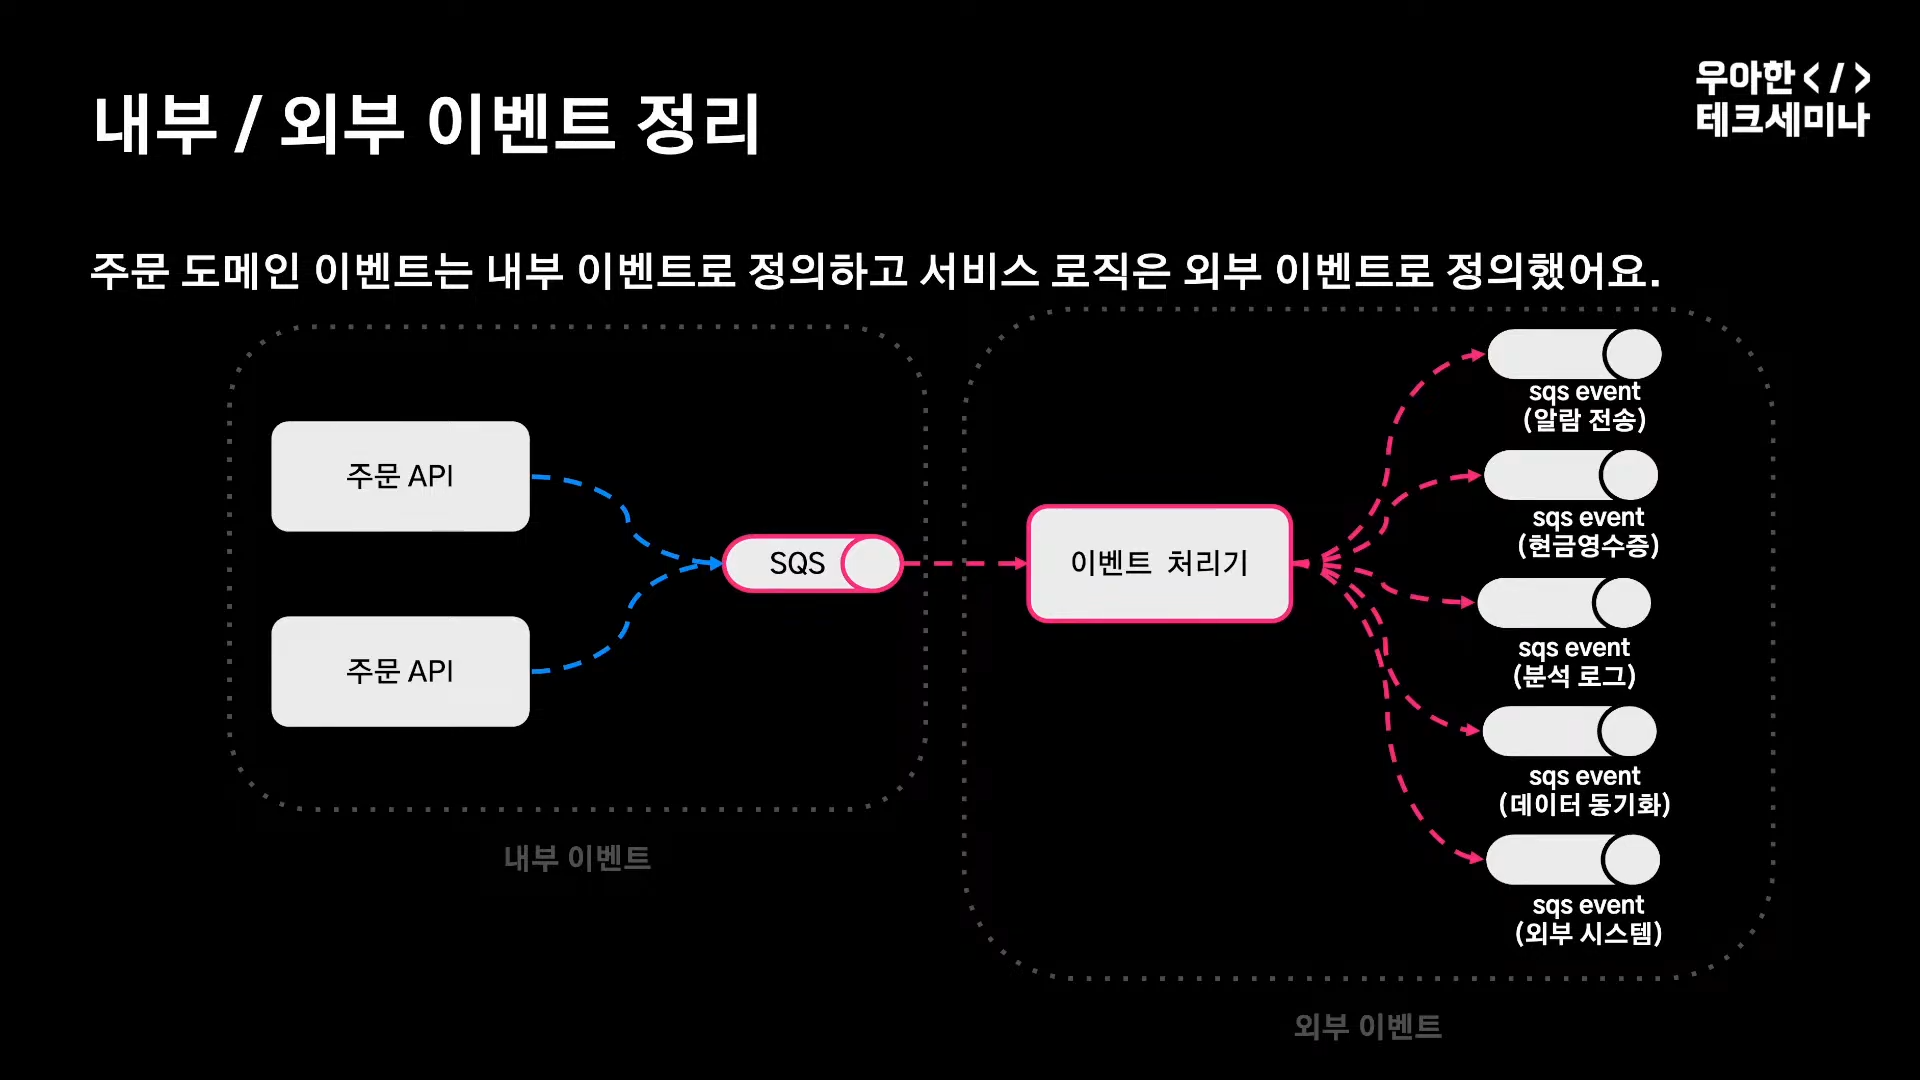 내부 / 외부 이벤트 정리
우아한</>
테크세미나
주문 도메인 이벤트는 내부 이벤트로 정의하고 서비스 로직은 외부 이벤트로 정의했어요.
주문 API
주문 API
SQS
내부 이벤트
이벤트 처리기
sqs event
(알람 전송)
sqs event
(현금영수증)
sqs event
(분석 로그)
sqs event
(데이터 동기화)
sqs event
(외부 시스템)
외부 이벤트